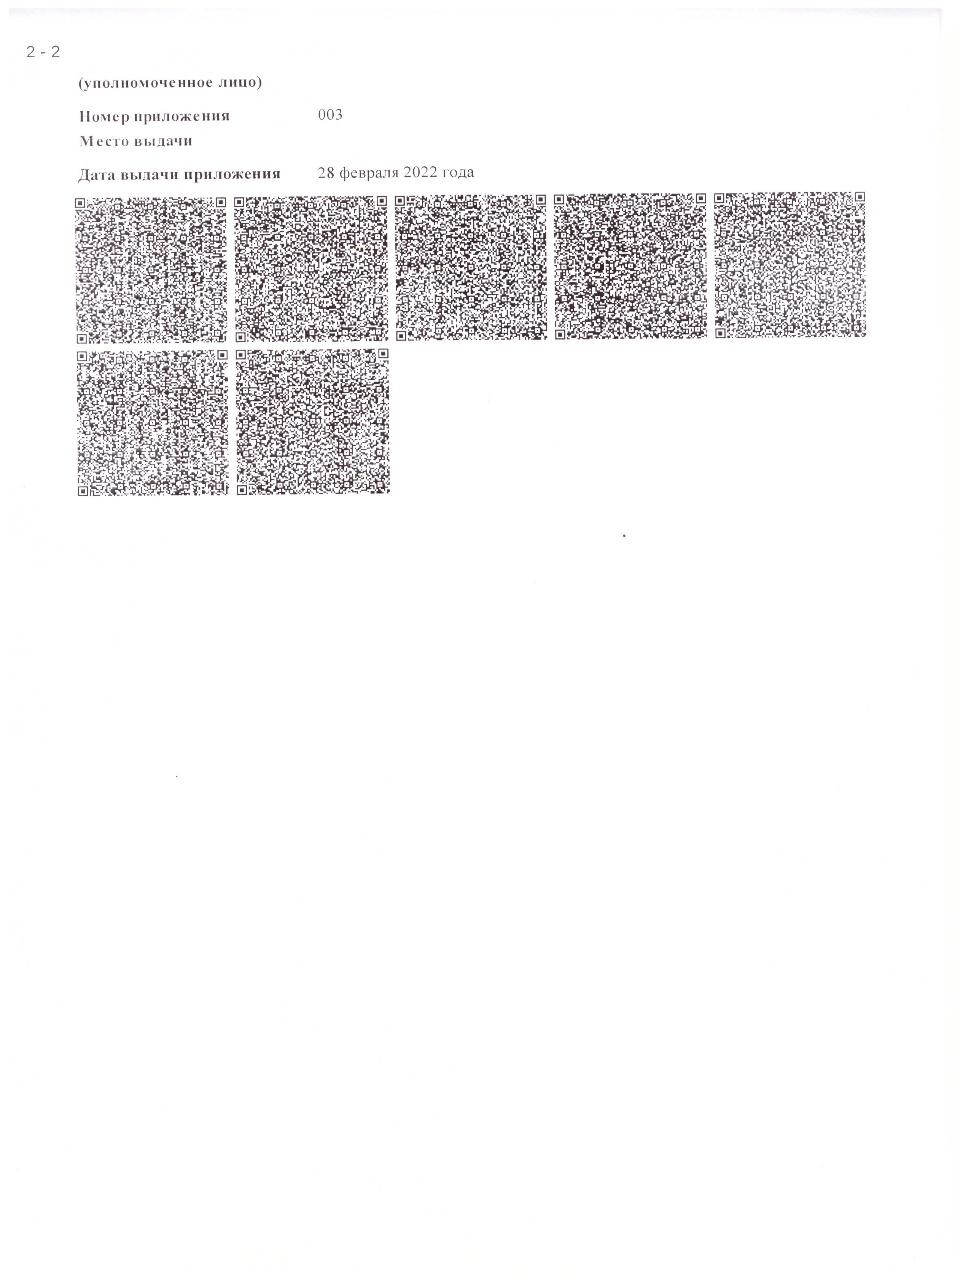 2 - 2
(уполномоченное лицо)
Номер приложения 003
Место выдачи
Дата выдачи приложения 28 февраля 2022 года